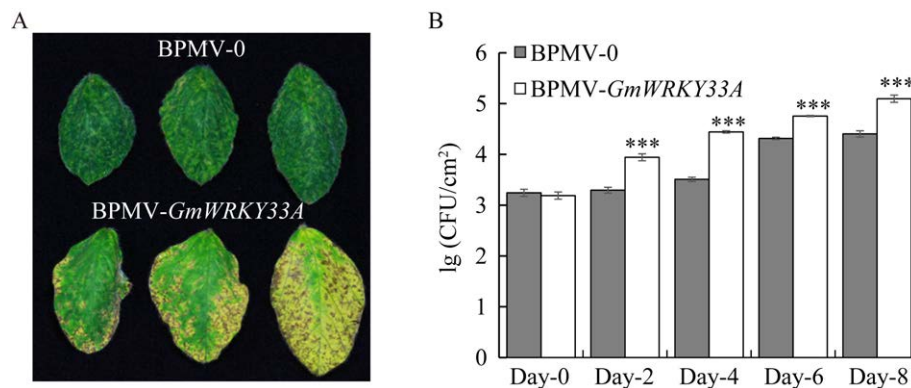 A
BPMV-0
BPMV-GmWRKY33A
B
BPMV-0
BPMV-GmWRKY33A
lg (CFU/cm²)
6
5
4
3
2
1
0
***
***
***
***
Day-0 Day-2 Day-4 Day-6 Day-8